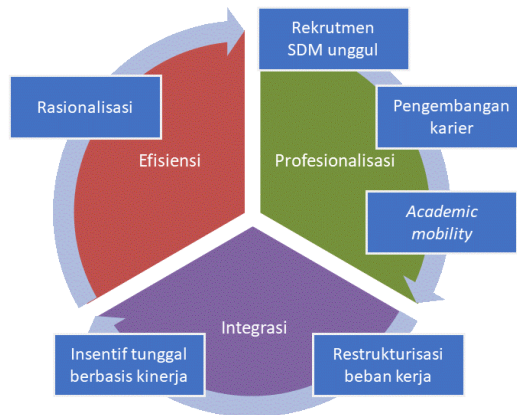 Rekrutmen
SDM unggul
Rasionalisasi
Pengembangan
karier
Efisiensi
Profesionalisasi
Academic
mobility
Integrasi
Insentif tunggal
berbasis kinerja
Restrukturisasi
beban kerja